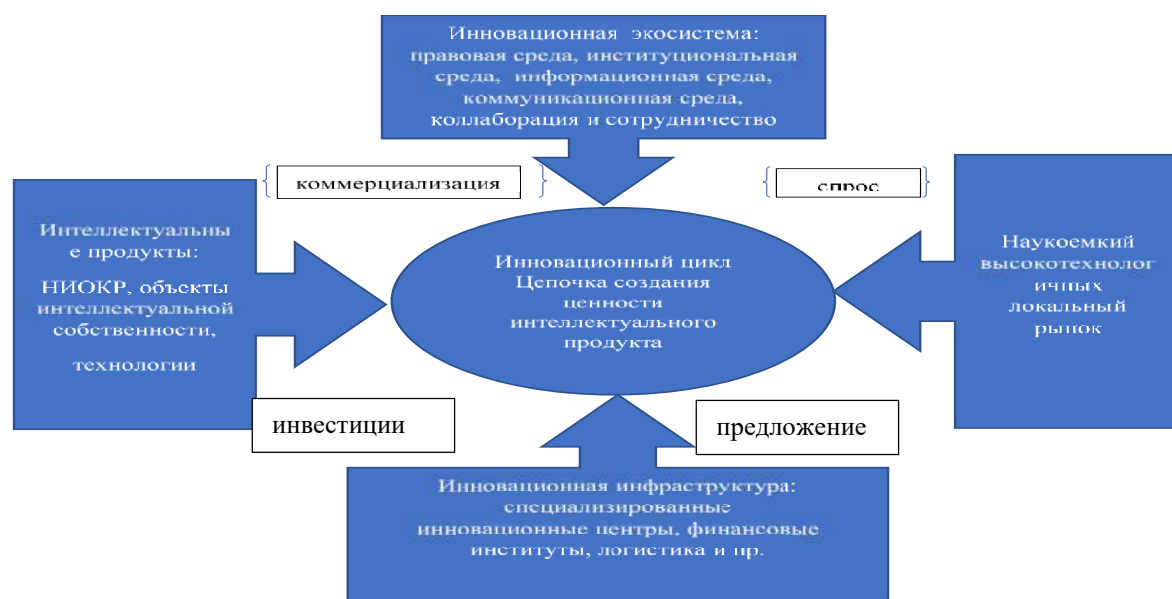 Инновационная экосистема:
правовая среда, институциональная
среда, информационная среда,
коммуникационная среда,
коллаборация и сотрудничество
коммерциализация
спрос
Интеллектуальны
е продукты:
НИОКР, объекты
интеллектуальной
собственности,
технологии
Инновационный цикл
Цепочка создания
ценности
интеллектуального
продукта
Наукоемкий
высокотехнолог
ичных
локальный
рынок
инвестиции
предложение
Инновационная инфраструктура:
специализированные
инновационные центры, финансовые
институты, логистика и пр.